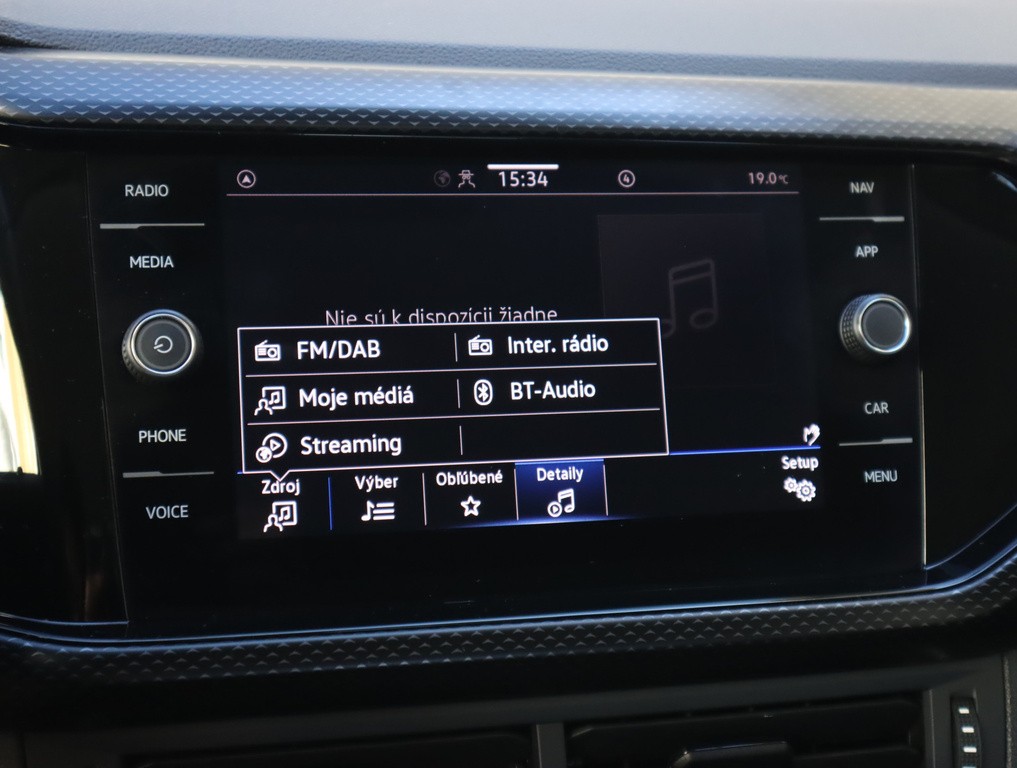 RADIO
MEDIA
PHONE
VOICE
15:34
4
19.0°C
Nie sú k dispozícii žiadne
FM/DAB
Inter. rádio
Moje médiá
BT-Audio
Streaming
Zdroj
Výber
Obľúbené
Detaily
Setup
NAV
APP
CAR
MENU